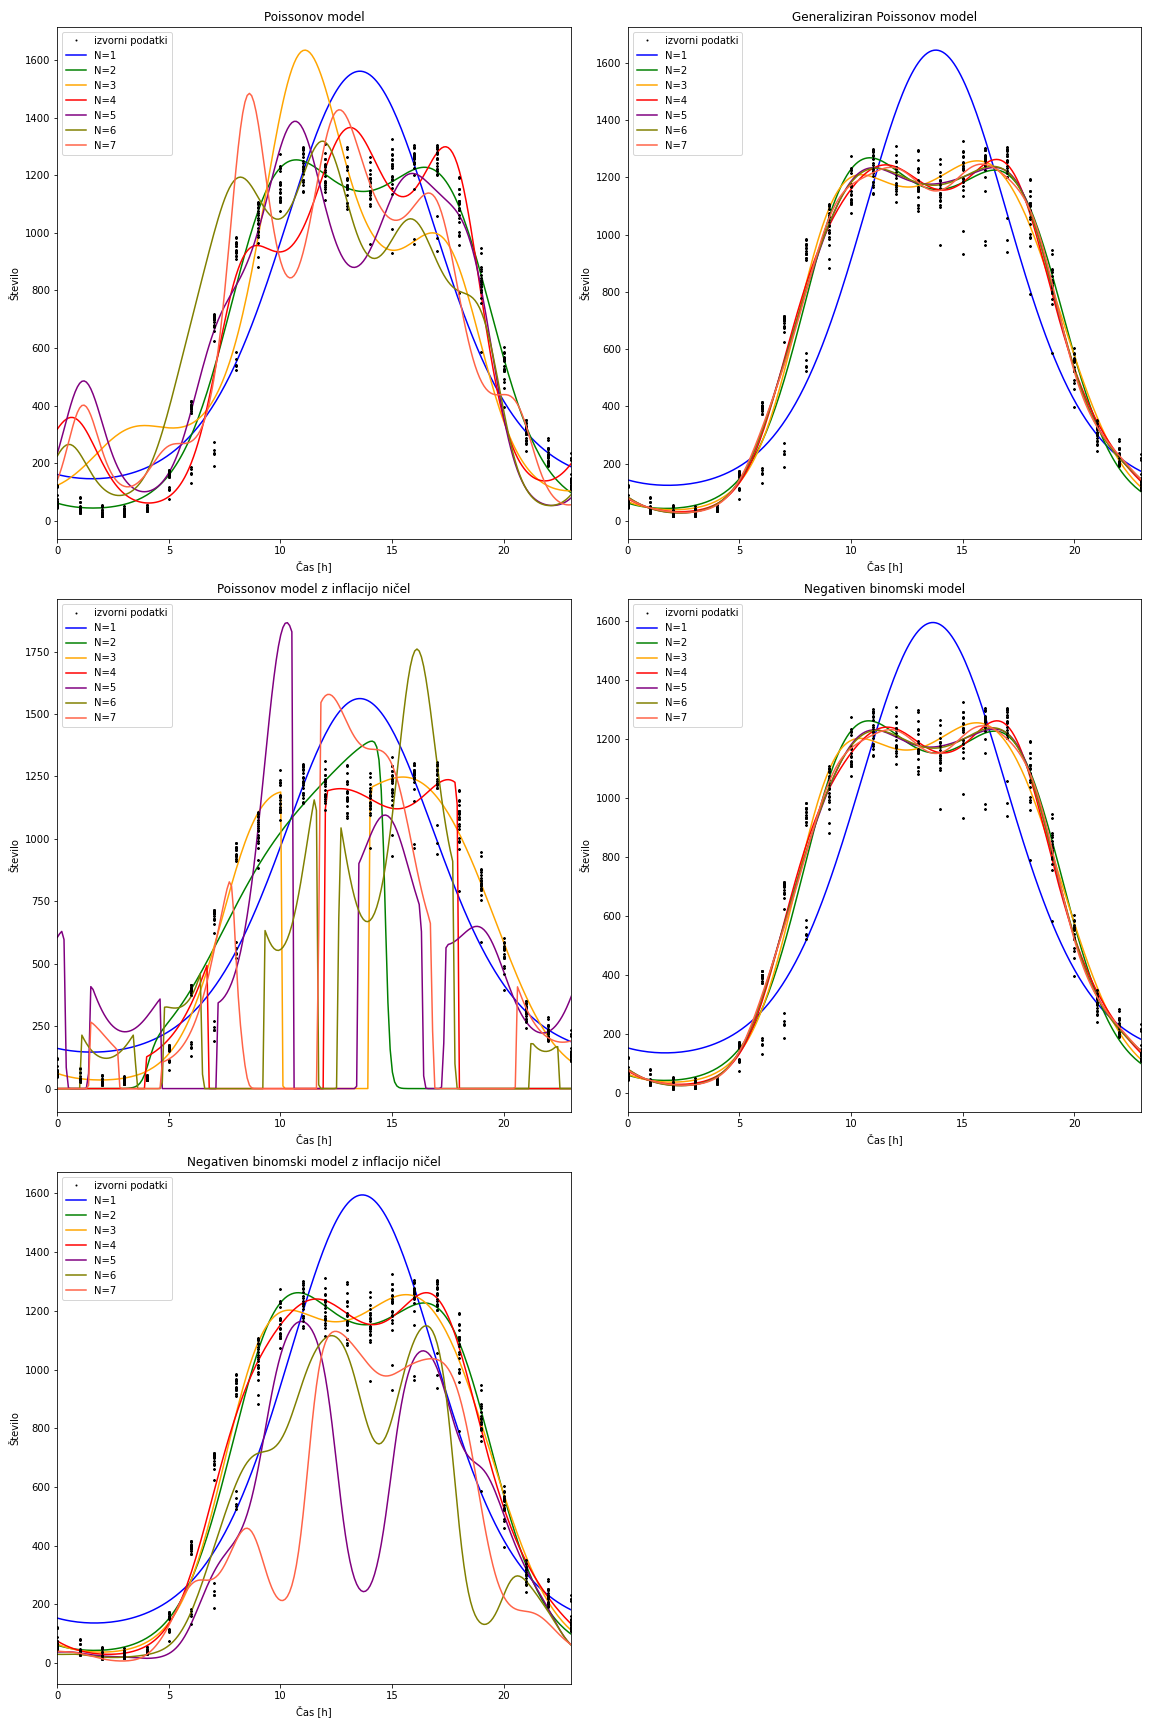 Poissonov model
izvorni podatki
N=1
N=2
N=3
N=4
N=5
N=6
N=7
1600
1400
1200
1000
800
600
400
200
0
Število
0 5 10 15 20
Čas [h]
Generaliziran Poissonov model
izvorni podatki
N=1
N=2
N=3
N=4
N=5
N=6
N=7
1600
1400
1200
1000
800
600
400
200
0
Število
0 5 10 15 20
Čas [h]
Poissonov model z inflacijo ničel
izvorni podatki
N=1
N=2
N=3
N=4
N=5
N=6
N=7
1750
1500
1250
1000
750
500
250
0
Število
0 5 10 15 20
Čas [h]
Negativen binomski model
izvorni podatki
N=1
N=2
N=3
N=4
N=5
N=6
N=7
1600
1400
1200
1000
800
600
400
200
0
Število
0 5 10 15 20
Čas [h]
Negativen binomski model z inflacijo ničel
izvorni podatki
N=1
N=2
N=3
N=4
N=5
N=6
N=7
1600
1400
1200
1000
800
600
400
200
0
Število
0 5 10 15 20
Čas [h]